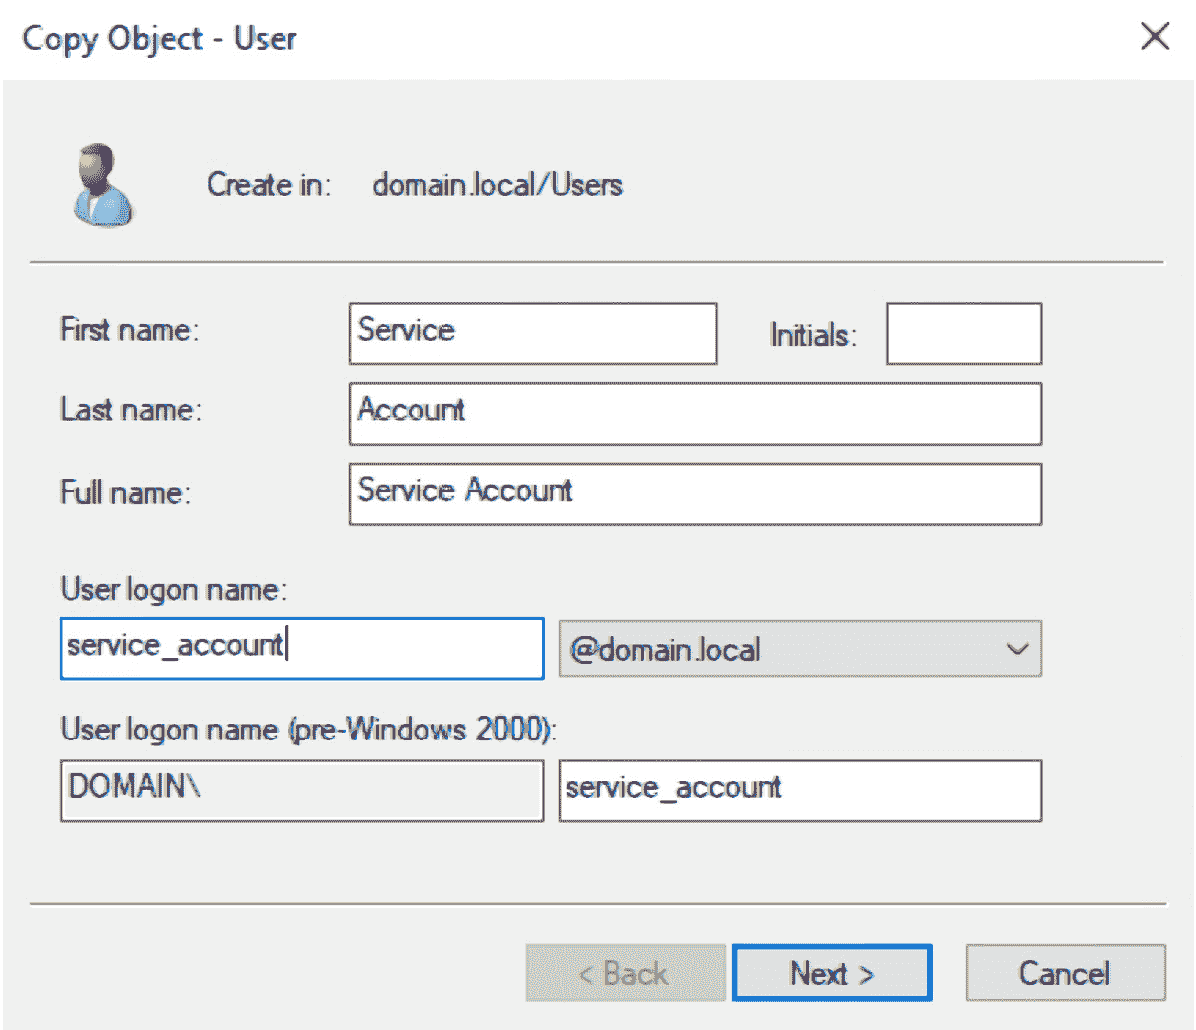 Copy Object - User
Create in: domain.local/Users
First name: Service Initials:
Last name: Account
Full name: Service Account
User logon name:
service_account @domain.local
User logon name (pre-Windows 2000):
DOMAIN\ service_account
< Back Next > Cancel